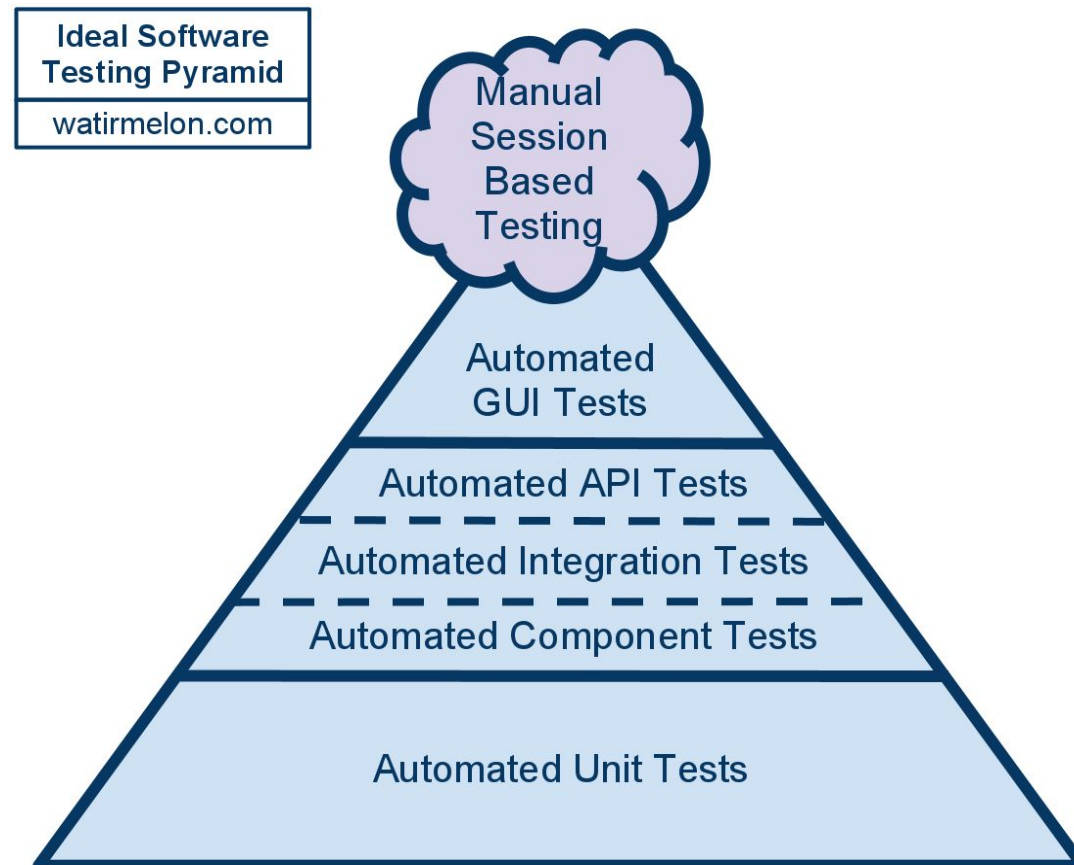 Ideal Software
Testing Pyramid
watirmelon.com
Manual
Session
Based
Testing
Automated
GUI Tests
Automated API Tests
Automated Integration Tests
Automated Component Tests
Automated Unit Tests